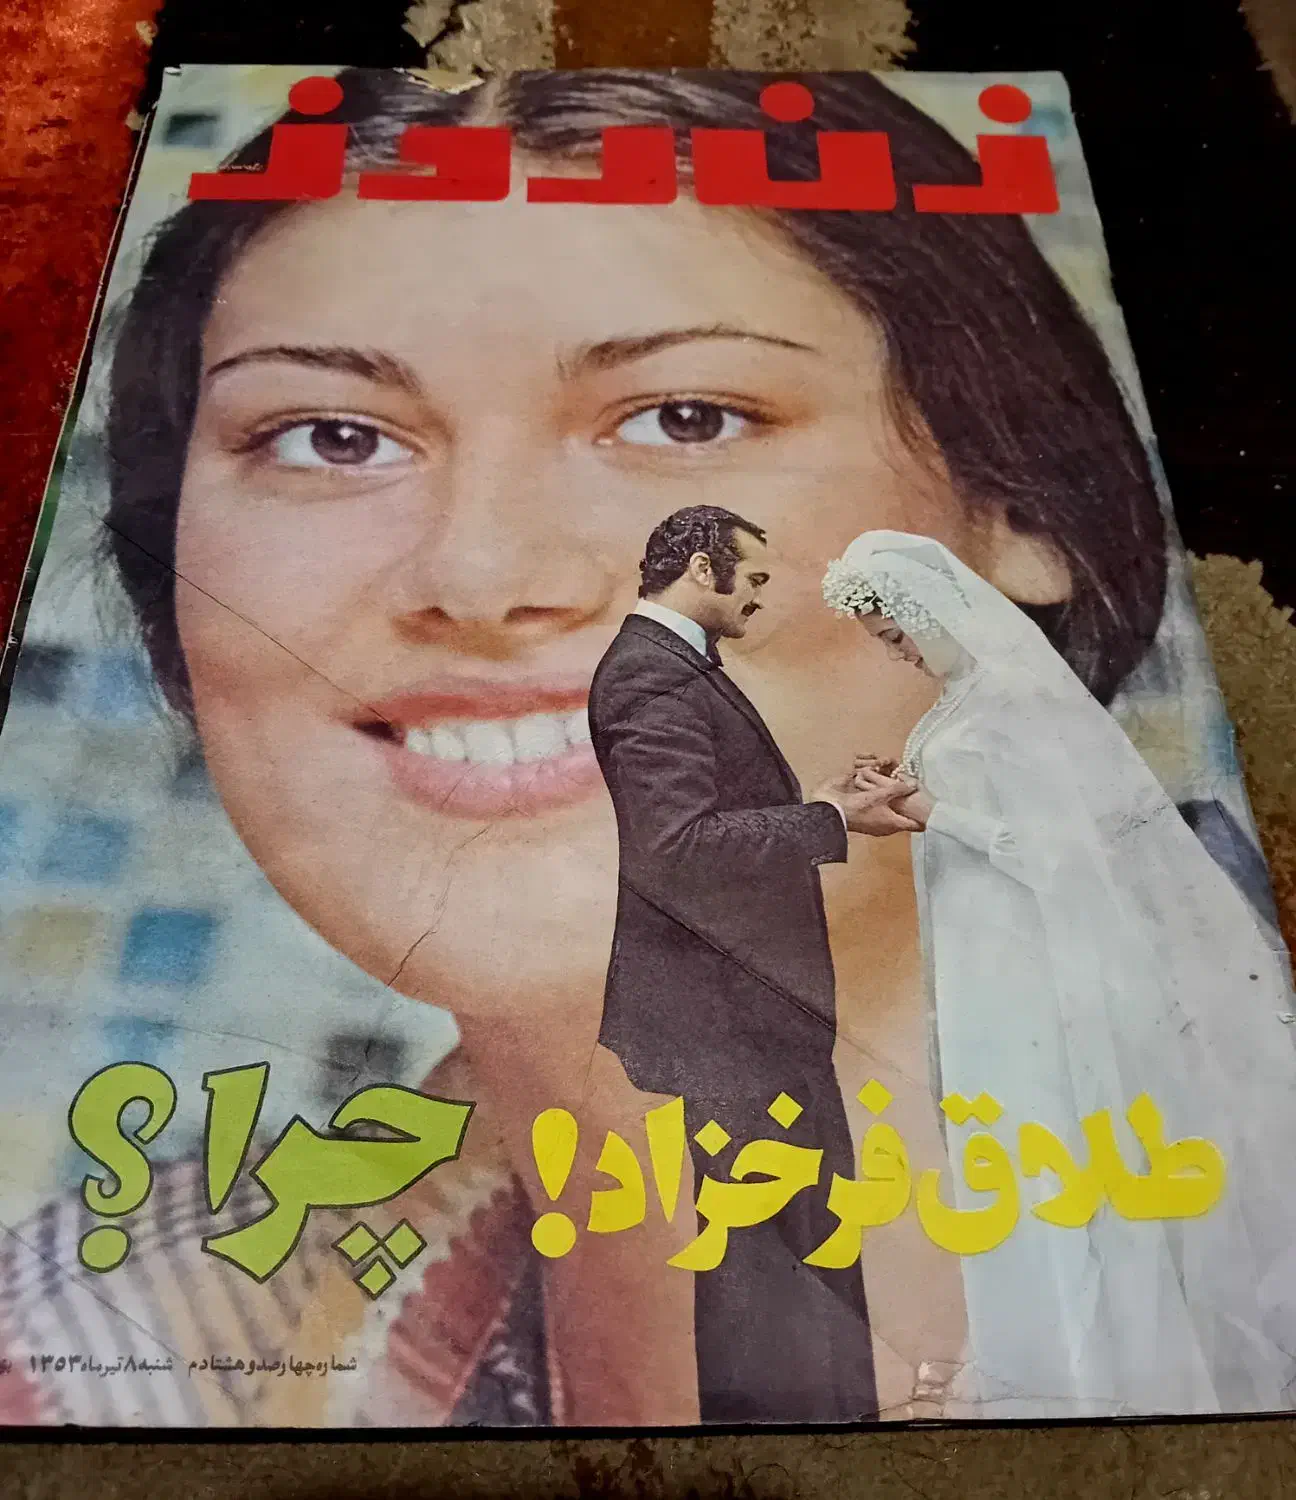 زن روز
طلاق فرخزاد! چرا؟
شماره چهارصد و هشتادم شنبه ۸ تیرماه ۱۳۵۳